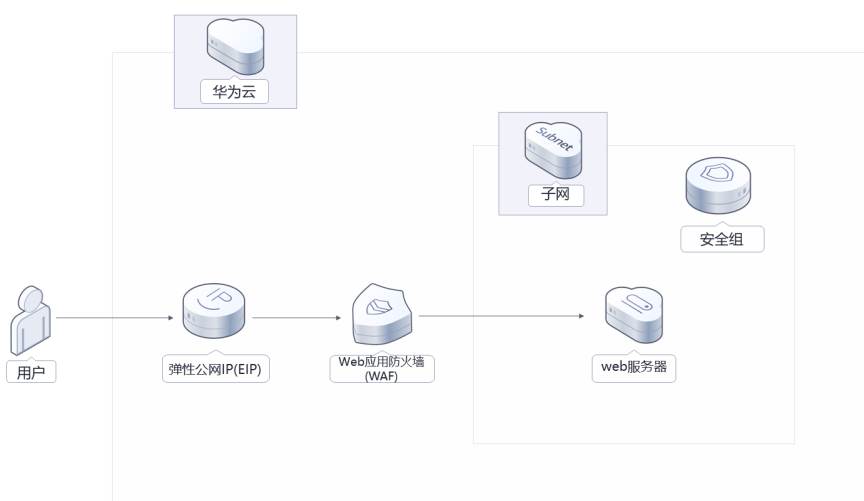 华为云
Subnet
子网
安全组
IP
用户
弹性公网IP(EIP)
Web应用防火墙
(WAF)
web服务器